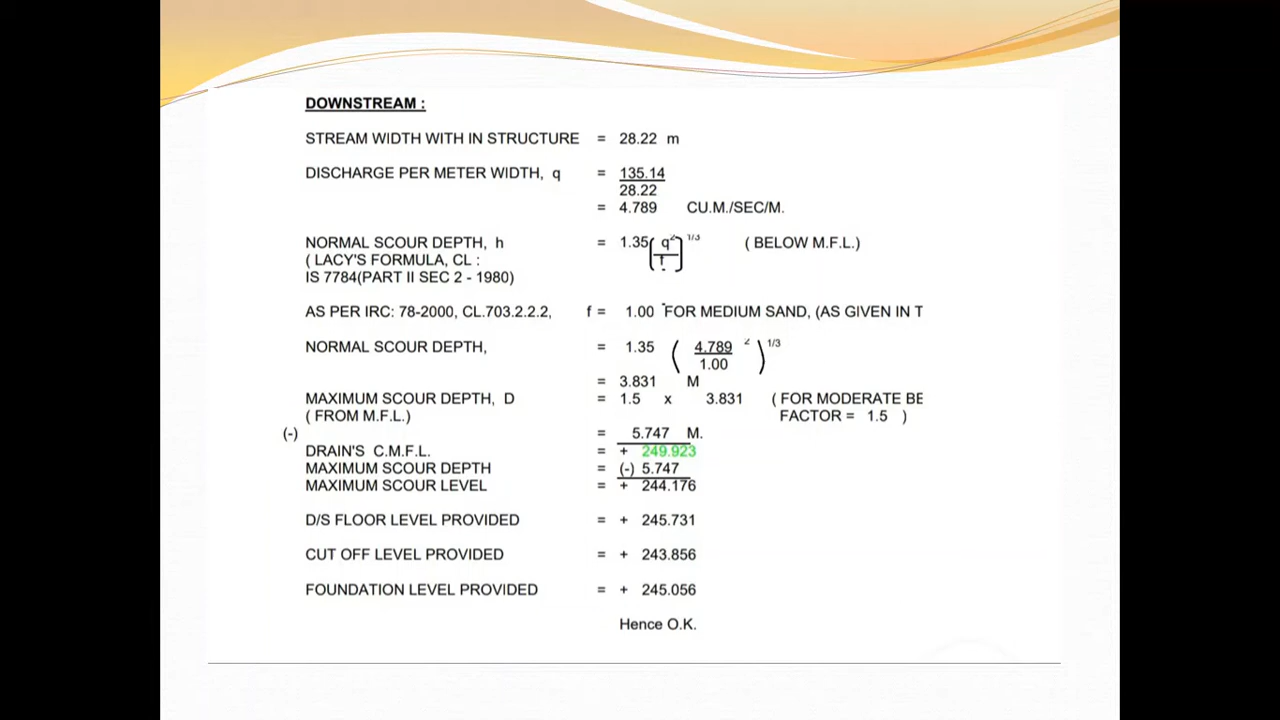 DOWNSTREAM :
STREAM WIDTH WITH IN STRUCTURE = 28.22 m
DISCHARGE PER METER WIDTH, q = 135.14
28.22
= 4.789 CU.M./SEC/M.
NORMAL SCOUR DEPTH, h = 1.35 ( q² / f ) 1/3 ( BELOW M.F.L.)
( LACY'S FORMULA, CL :
IS 7784(PART II SEC 2 - 1980)
AS PER IRC: 78-2000, CL.703.2.2.2, f = 1.00 FOR MEDIUM SAND, (AS GIVEN IN T
NORMAL SCOUR DEPTH, = 1.35 ( 4.789 2 ) 1/3
1.00
= 3.831 M
MAXIMUM SCOUR DEPTH, D = 1.5 x 3.831 ( FOR MODERATE BE
( FROM M.F.L.) FACTOR = 1.5 )
(-) = 5.747 M.
DRAIN'S C.M.F.L. = + 249.923
MAXIMUM SCOUR DEPTH = (-) 5.747
MAXIMUM SCOUR LEVEL = + 244.176
D/S FLOOR LEVEL PROVIDED = + 245.731
CUT OFF LEVEL PROVIDED = + 243.856
FOUNDATION LEVEL PROVIDED = + 245.056
Hence O.K.